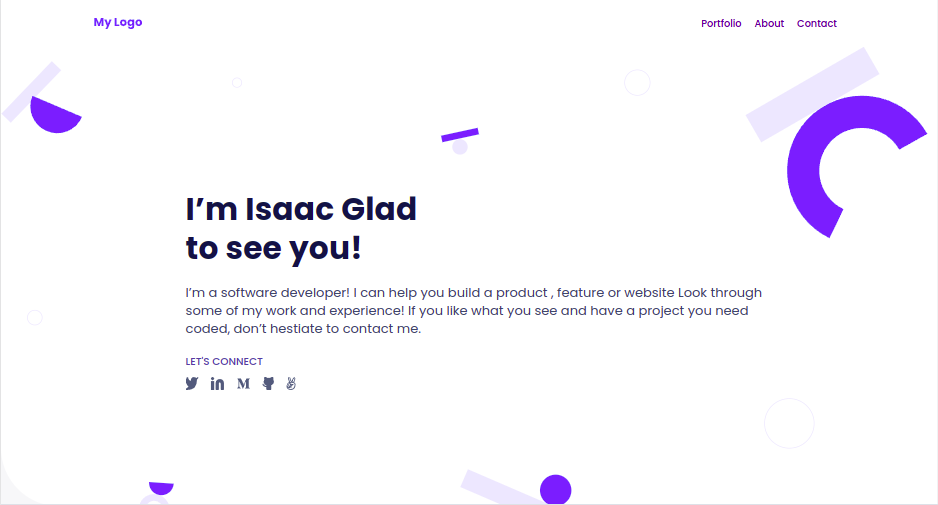 My Logo
Portfolio About Contact
I’m Isaac Glad
to see you!
I’m a software developer! I can help you build a product , feature or website Look through
some of my work and experience! If you like what you see and have a project you need
coded, don’t hestiate to contact me.
LET'S CONNECT